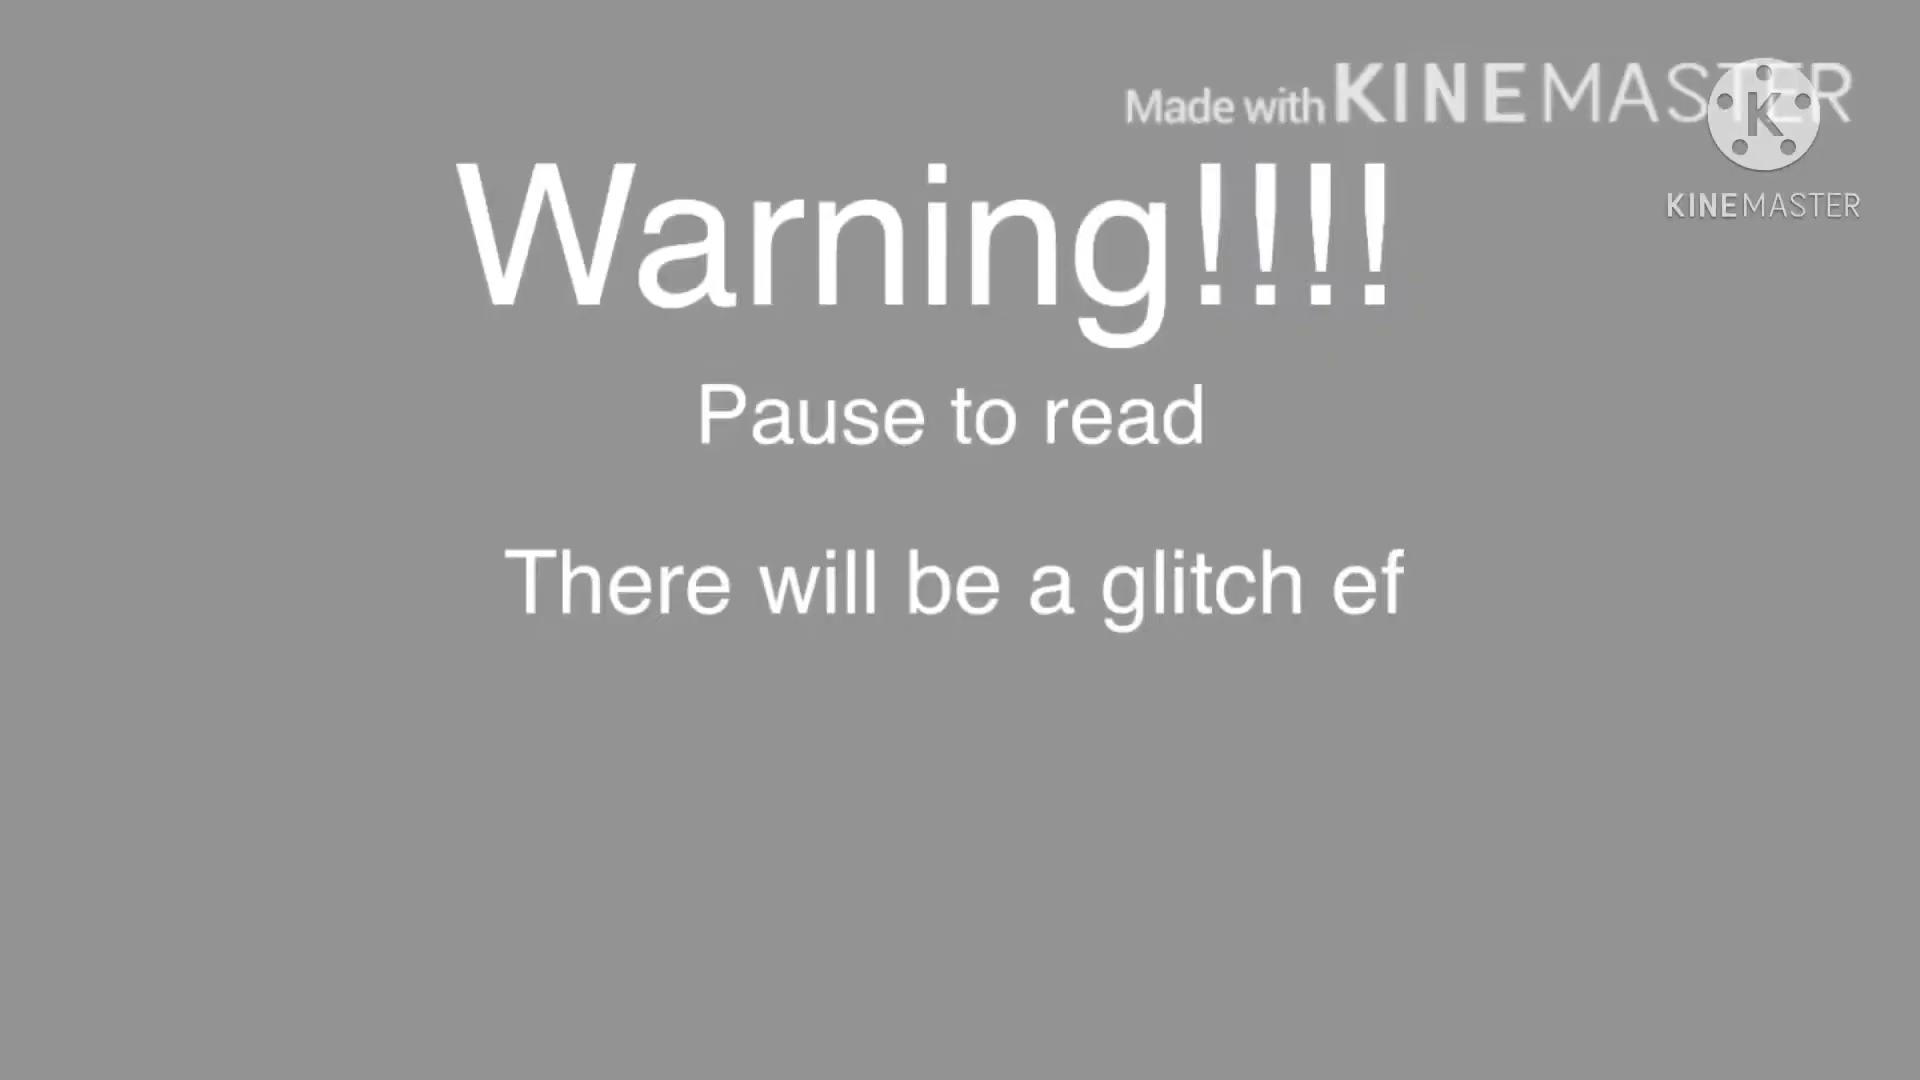 Made with KINEMASTER
K
KINEMASTER
Warning!!!!
Pause to read
There will be a glitch ef